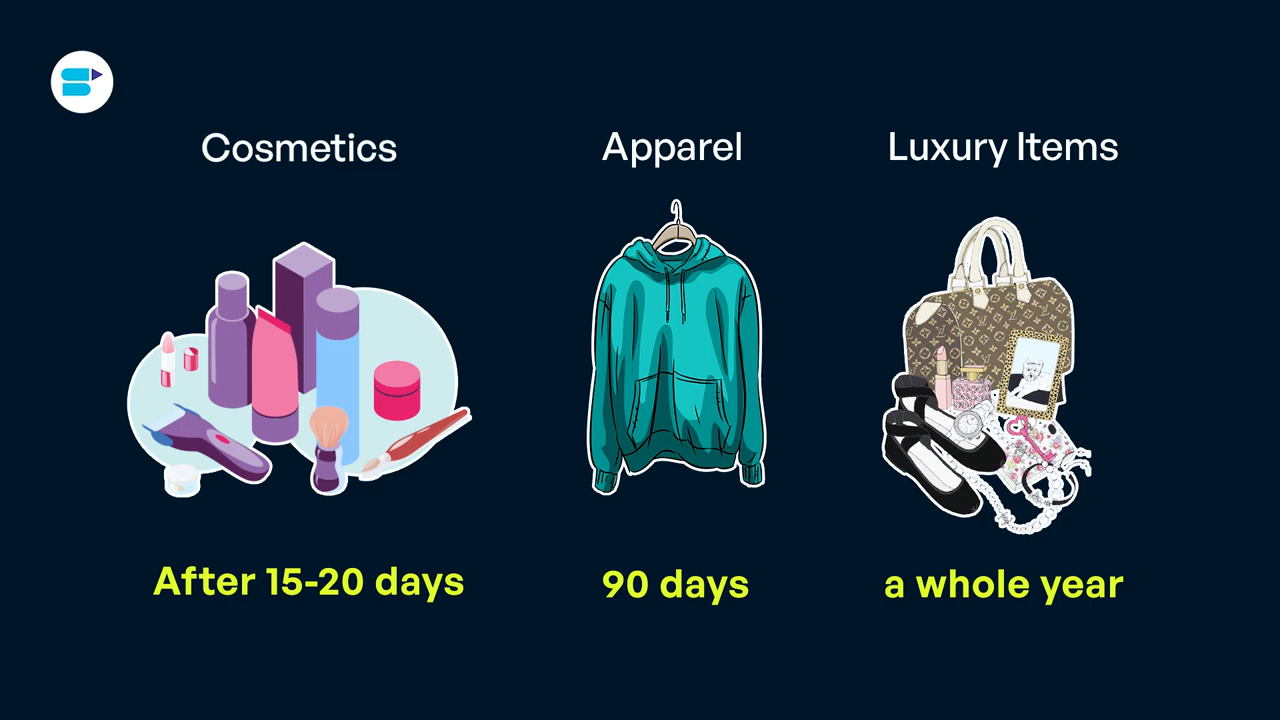 Cosmetics
Apparel
Luxury Items
After 15-20 days
90 days
a whole year